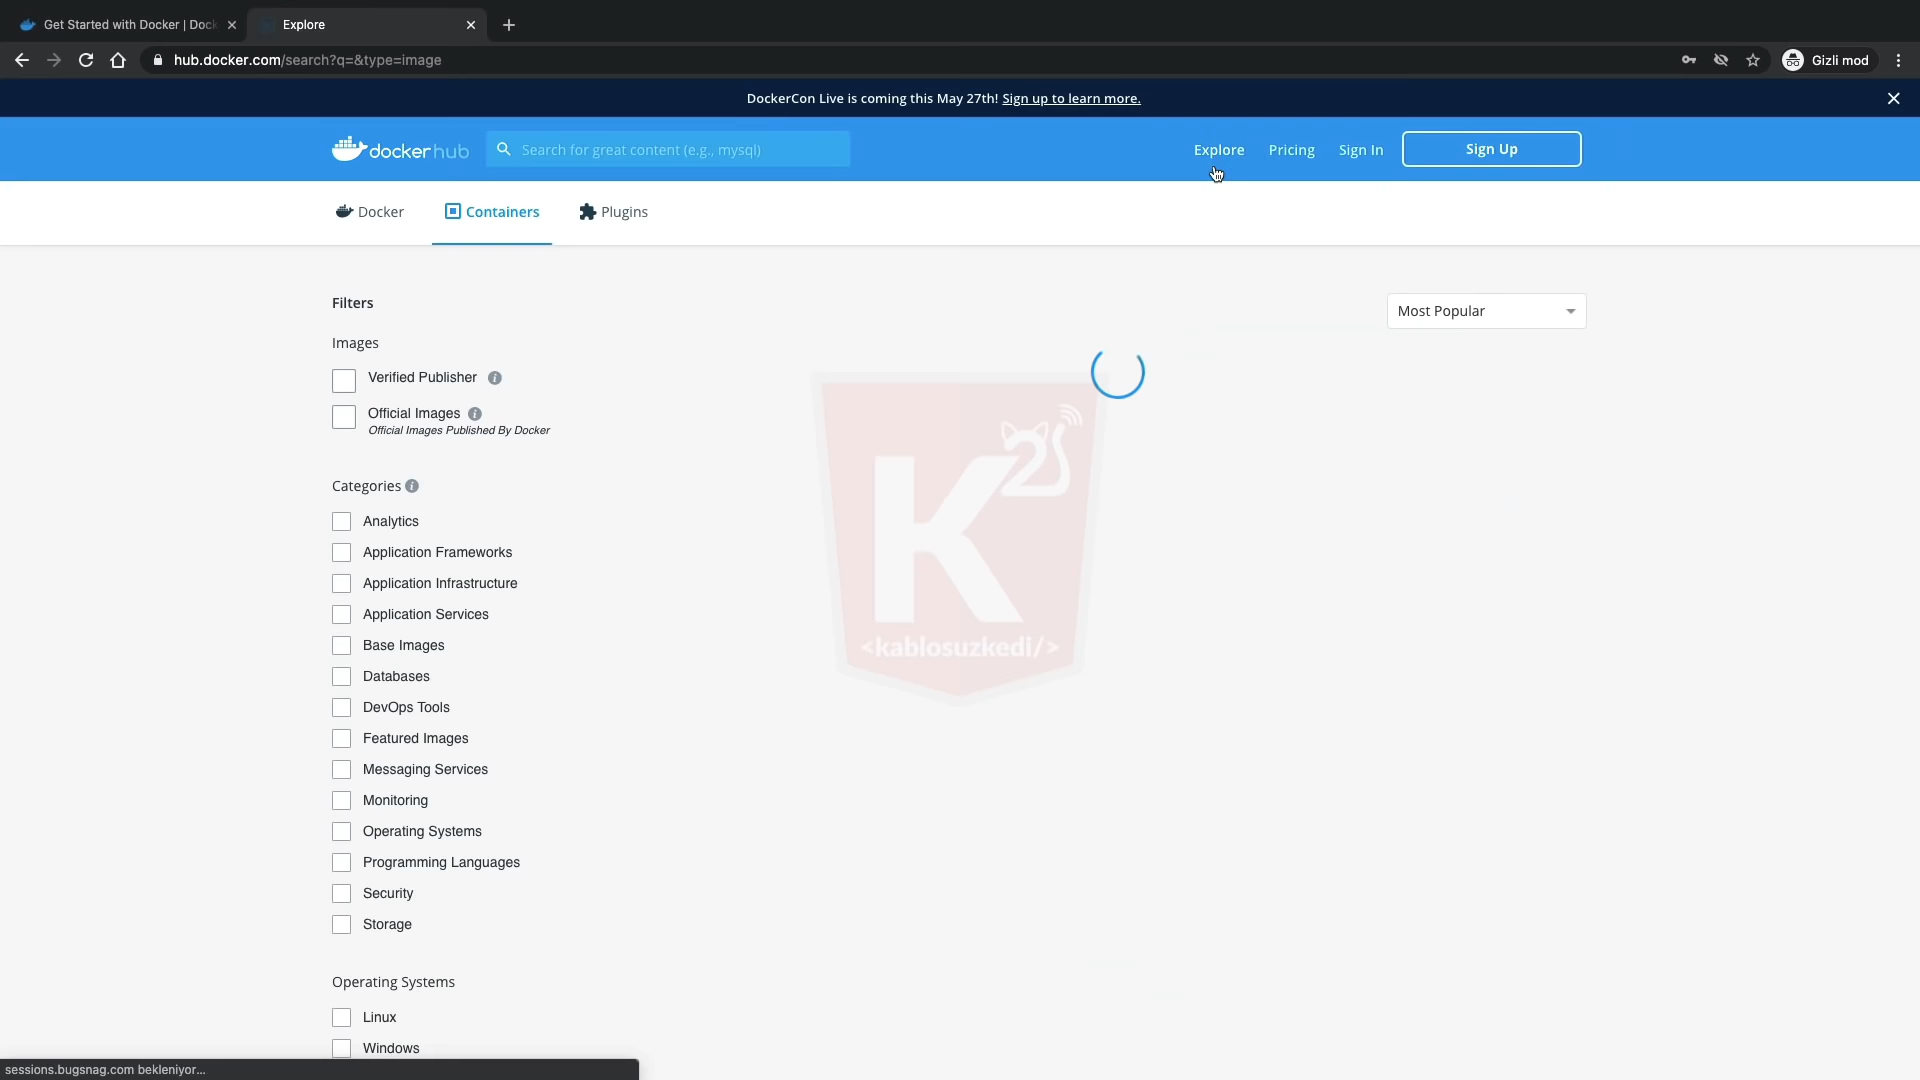 Get Started with Docker | Dock
Explore
hub.docker.com/search?q=&type=image
Gizli mod
DockerCon Live is coming this May 27th! Sign up to learn more.
docker hub
Search for great content (e.g., mysql)
Explore
Pricing
Sign In
Sign Up
Docker
Containers
Plugins
Filters
Most Popular
Images
Verified Publisher
Official Images
Official Images Published By Docker
Categories
Analytics
Application Frameworks
Application Infrastructure
Application Services
Base Images
Databases
DevOps Tools
Featured Images
Messaging Services
Monitoring
Operating Systems
Programming Languages
Security
Storage
Operating Systems
Linux
Windows
K
<kablosuzkedi/>
sessions.bugsnag.com bekleniyor...